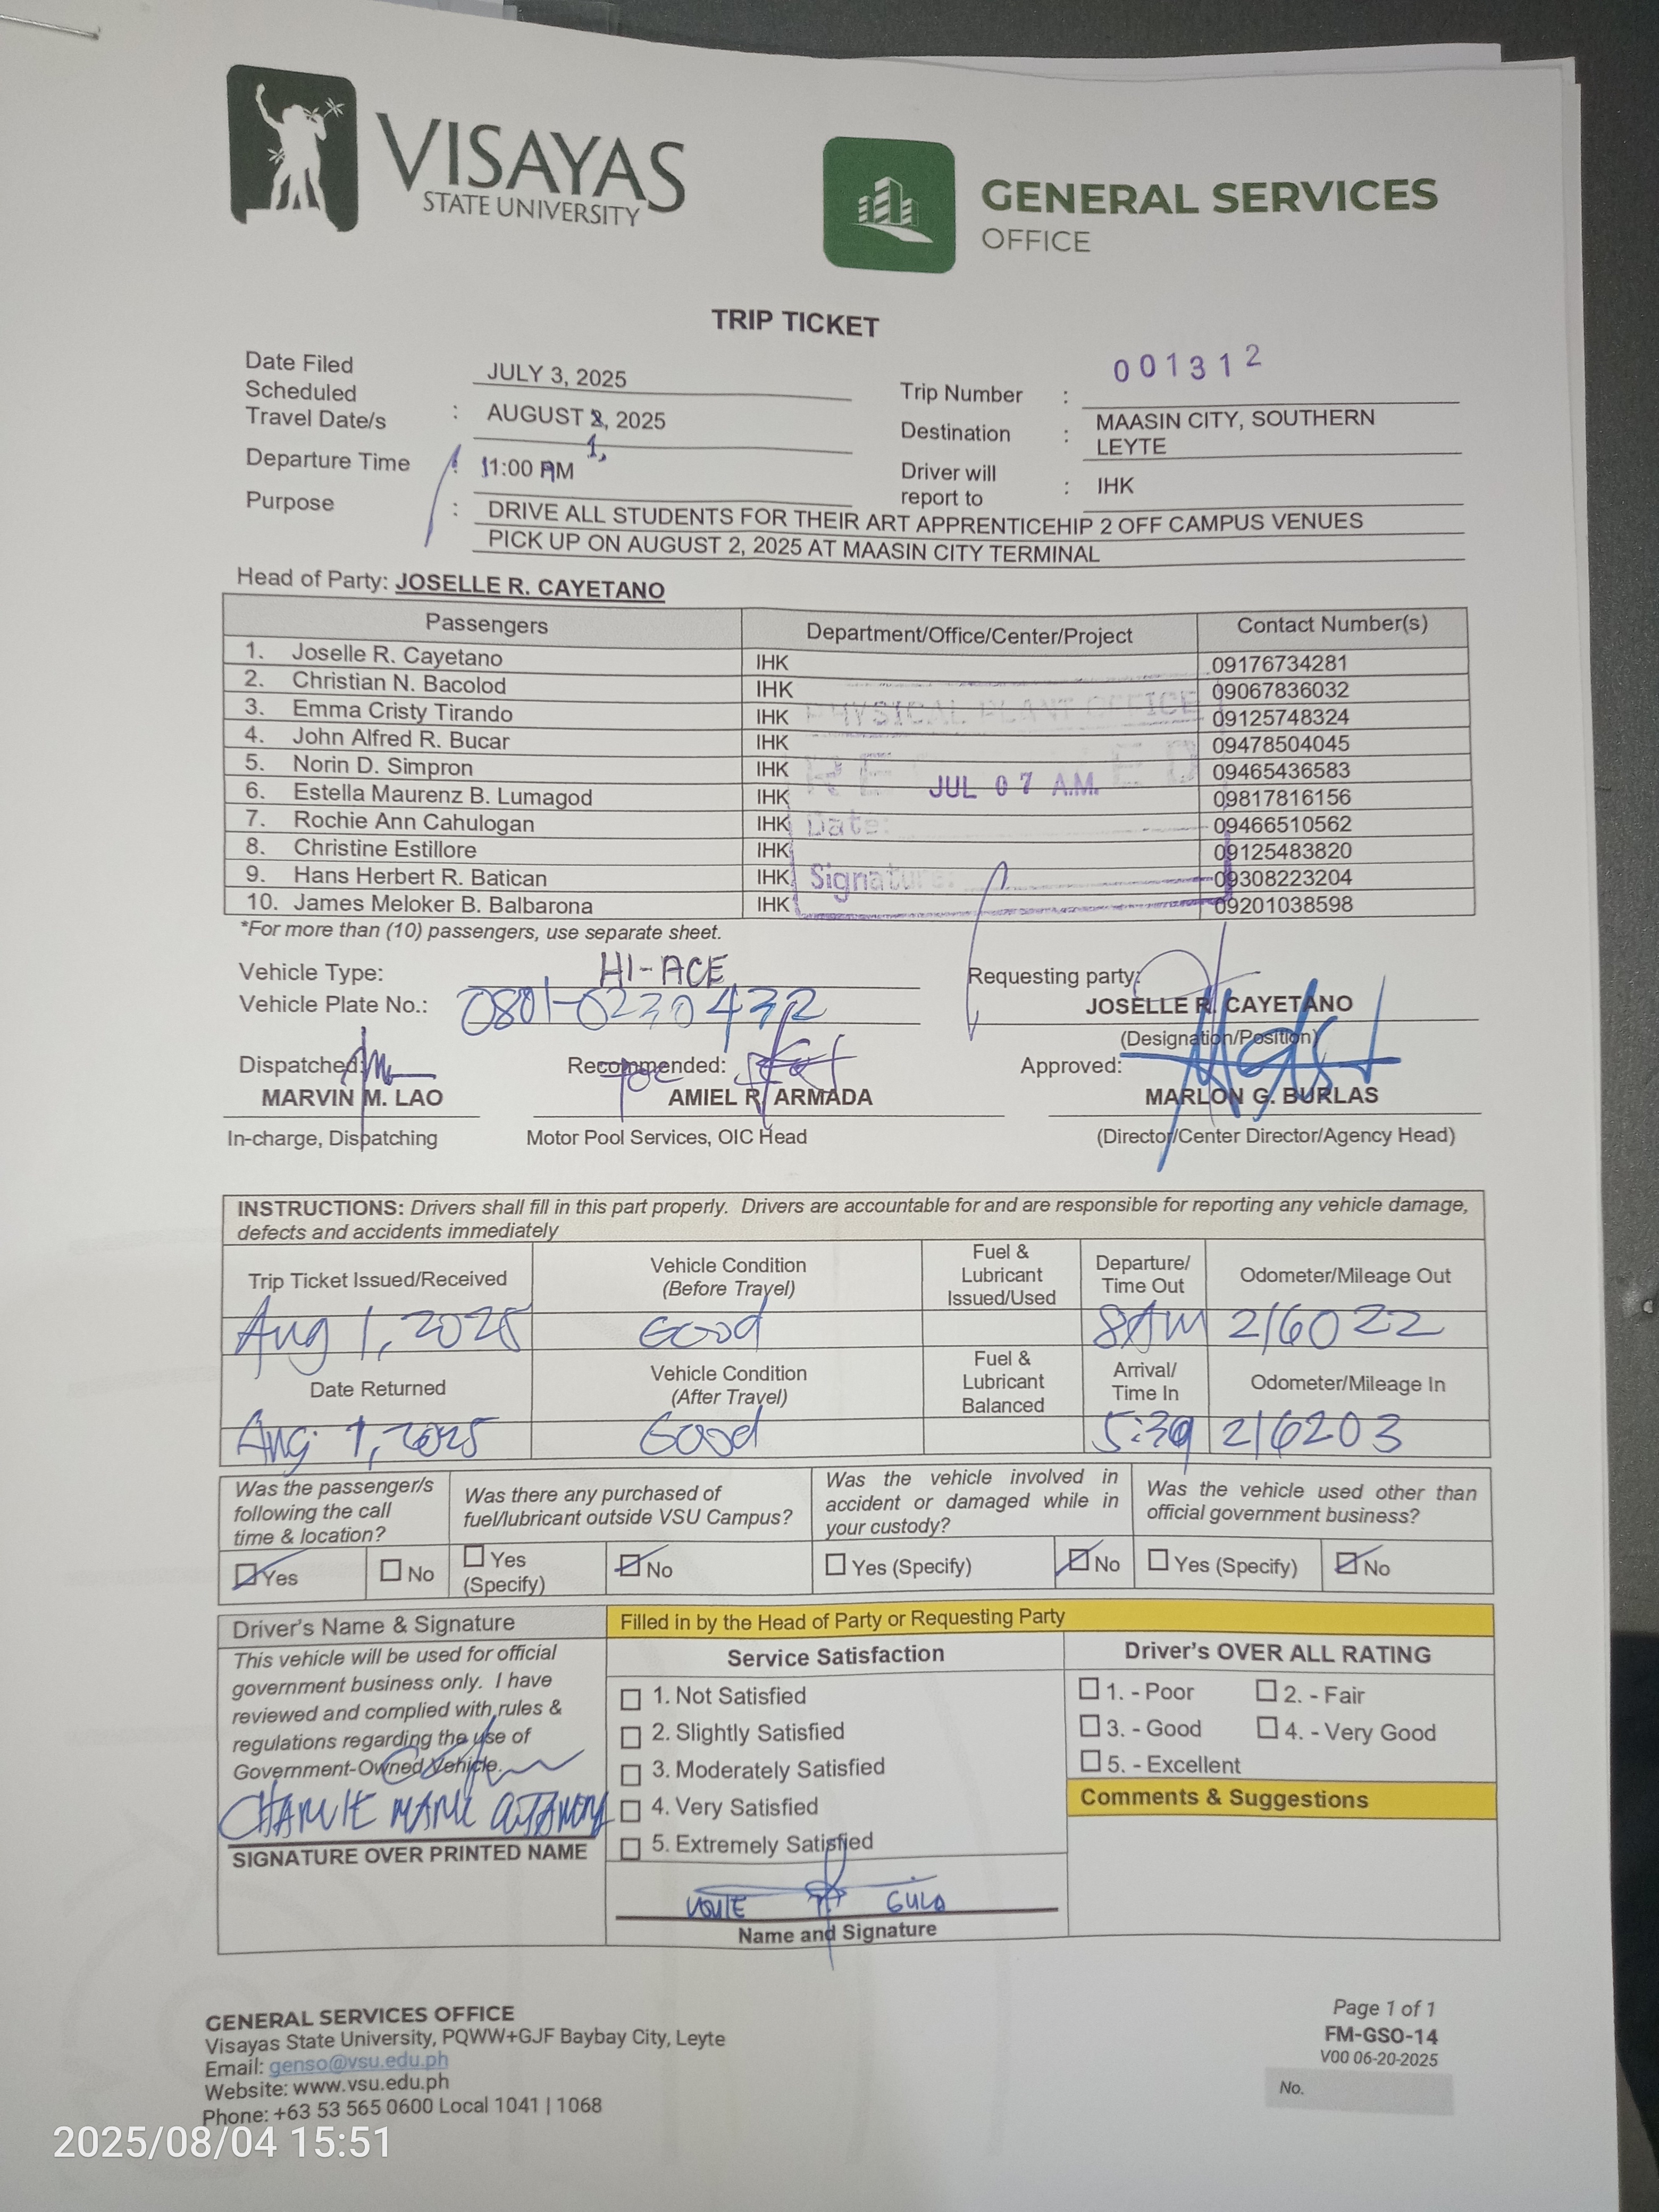 VISAYAS
STATE UNIVERSITY
GENERAL SERVICES
OFFICE
TRIP TICKET
Date Filed JULY 3, 2025
Trip Number : 001312
Scheduled
Travel Date/s : AUGUST 2, 2025
1,
Destination : MAASIN CITY, SOUTHERN
LEYTE
Departure Time : 11:00 AM
Driver will
report to : IHK
Purpose : DRIVE ALL STUDENTS FOR THEIR ART APPRENTICEHIP 2 OFF CAMPUS VENUES
PICK UP ON AUGUST 2, 2025 AT MAASIN CITY TERMINAL
Head of Party: JOSELLE R. CAYETANO
Passengers Department/Office/Center/Project Contact Number(s)
1. Joselle R. Cayetano IHK 09176734281
2. Christian N. Bacolod IHK 09067836032
3. Emma Cristy Tirando IHK 09125748324
4. John Alfred R. Bucar IHK 09478504045
5. Norin D. Simpron IHK 09465436583
6. Estella Maurenz B. Lumagod IHK 09817816156
7. Rochie Ann Cahulogan IHK 09466510562
8. Christine Estillore IHK 09125483820
9. Hans Herbert R. Batican IHK 09308223204
10. James Meloker B. Balbarona IHK 09201038598
PHYSICAL PLANT OFFICE
JUL 07 A.M.
Date:
Signature:
*For more than (10) passengers, use separate sheet.
Vehicle Type: HI-ACE
Requesting party:
Vehicle Plate No.: 0801-0230432
JOSELLE R. CAYETANO
(Designation/Position)
Dispatched: Recommended: Approved:
MARVIN M. LAO AMIEL R. ARMADA MARLON G. BURLAS
In-charge, Dispatching Motor Pool Services, OIC Head (Director/Center Director/Agency Head)
INSTRUCTIONS: Drivers shall fill in this part properly. Drivers are accountable for and are responsible for reporting any vehicle damage,
defects and accidents immediately
Trip Ticket Issued/Received
Vehicle Condition
(Before Travel)
Fuel &
Lubricant
Issued/Used
Departure/
Time Out
Odometer/Mileage Out
Aug 1, 2025 Good 8AM 216022
Date Returned
Vehicle Condition
(After Travel)
Fuel &
Lubricant
Balanced
Arrival/
Time In
Odometer/Mileage In
Aug. 1, 2025 Good 216203
Was the passenger/s
following the call
time & location?
Was there any purchased of
fuel/lubricant outside VSU Campus?
Was the vehicle involved in
accident or damaged while in
your custody?
Was the vehicle used other than
official government business?
Yes No Yes
(Specify) No Yes (Specify) No Yes (Specify) No
Driver's Name & Signature
This vehicle will be used for official
government business only. I have
reviewed and complied with rules &
regulations regarding the use of
Government-Owned Vehicle.
SIGNATURE OVER PRINTED NAME
Filled in by the Head of Party or Requesting Party
Service Satisfaction
1. Not Satisfied
2. Slightly Satisfied
3. Moderately Satisfied
4. Very Satisfied
5. Extremely Satisfied
Name and Signature
Driver's OVER ALL RATING
1. - Poor 2. - Fair
3. - Good 4. - Very Good
5. - Excellent
Comments & Suggestions
GENERAL SERVICES OFFICE
Visayas State University, PQWW+GJF Baybay City, Leyte
Email: genso@vsu.edu.ph
Website: www.vsu.edu.ph
Phone: +63 53 565 0600 Local 1041 | 1068
Page 1 of 1
FM-GSO-14
V00 06-20-2025
No.
2025/08/04 15:51